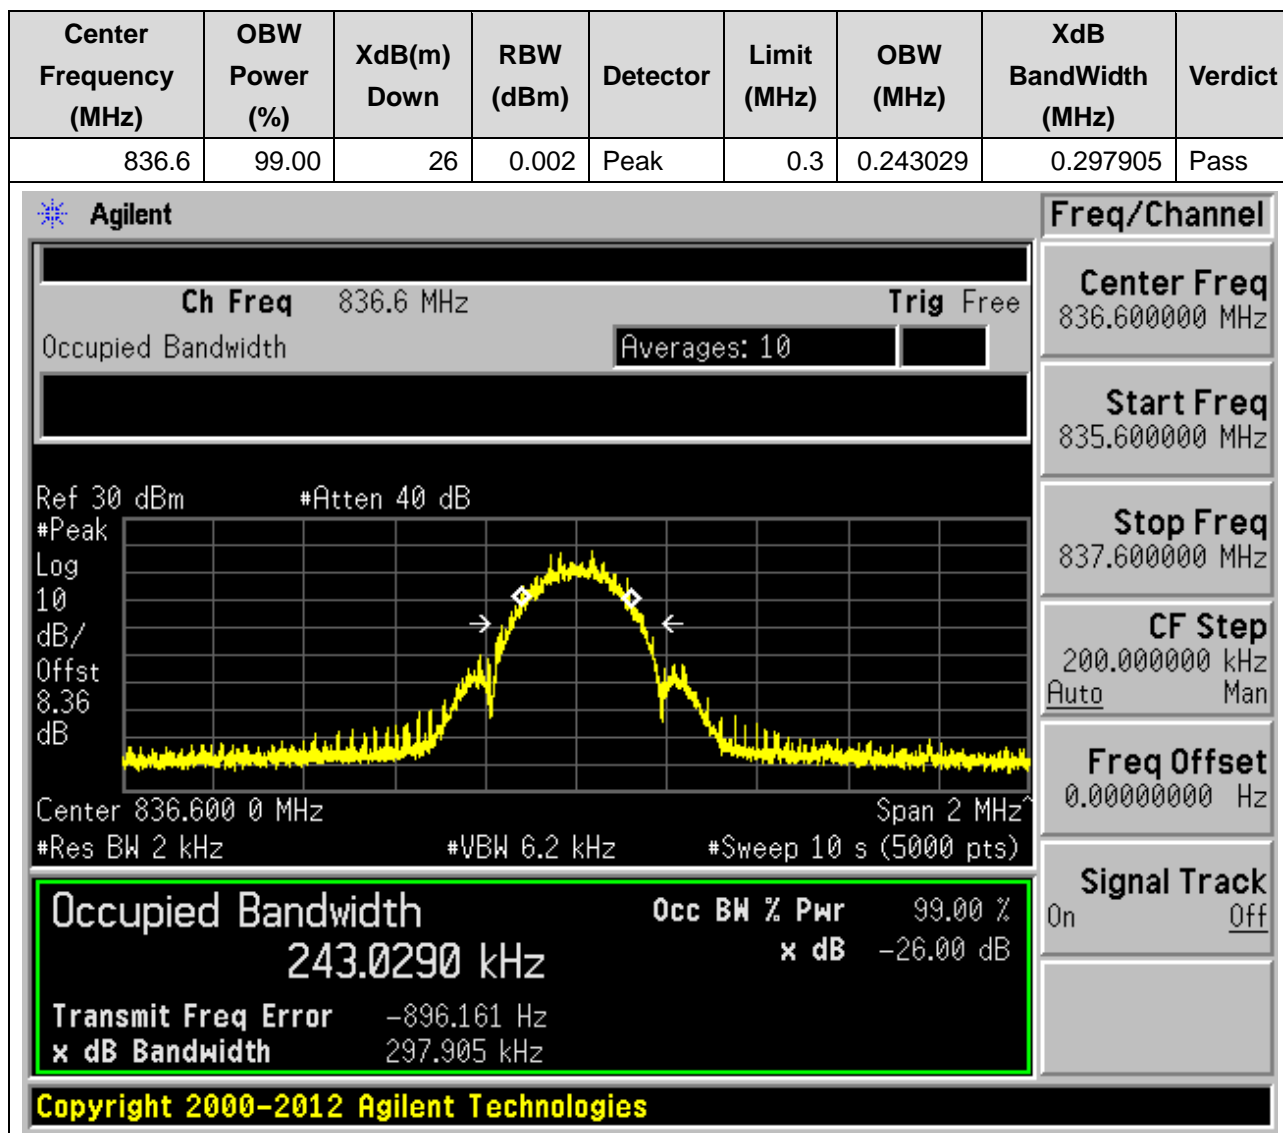 Center Frequency (MHz) OBW Power (%) XdB(m) Down RBW (dBm) Detector Limit (MHz) OBW (MHz) XdB BandWidth (MHz) Verdict
836.6 99.00 26 0.002 Peak 0.3 0.243029 0.297905 Pass
Agilent
Freq/Channel
Ch Freq 836.6 MHz Trig Free
Occupied Bandwidth Averages: 10
Center Freq
836.600000 MHz
Start Freq
835.600000 MHz
Stop Freq
837.600000 MHz
CF Step
200.000000 kHz
Auto Man
Freq Offset
0.00000000 Hz
Signal Track
On Off
Ref 30 dBm #Atten 40 dB
#Peak
Log
10
dB/
Offst
8.36
dB
Center 836.600 0 MHz Span 2 MHz^
#Res BW 2 kHz #VBW 6.2 kHz #Sweep 10 s (5000 pts)
Occupied Bandwidth Occ BW % Pwr 99.00 %
243.0290 kHz x dB -26.00 dB
Transmit Freq Error -896.161 Hz
x dB Bandwidth 297.905 kHz
Copyright 2000-2012 Agilent Technologies